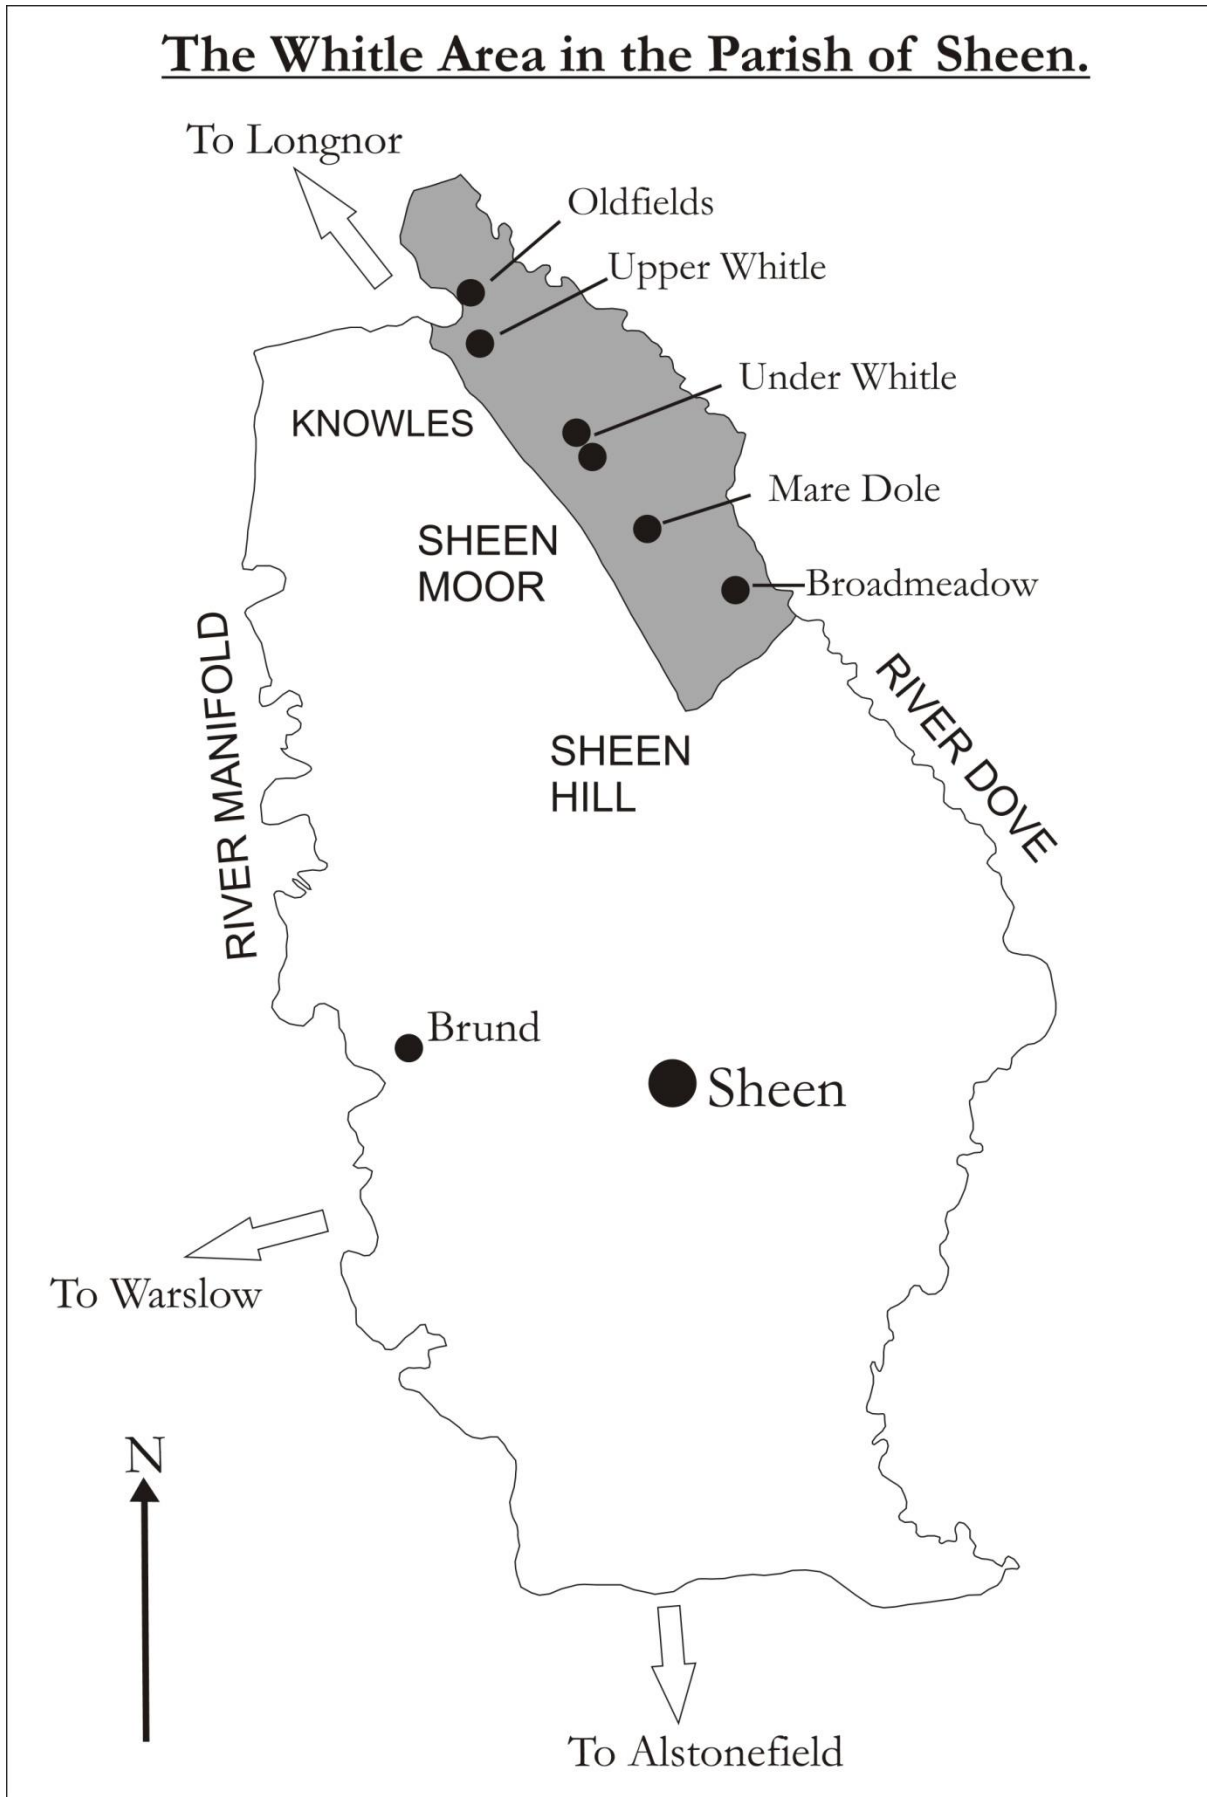 The Whitle Area in the Parish of Sheen.
To Longnor
Oldfields
Upper Whitle
Under Whitle
KNOWLES
Mare Dole
SHEEN
MOOR
Broadmeadow
RIVER MANIFOLD
RIVER DOVE
SHEEN
HILL
Brund
Sheen
To Warslow
N
To Alstonefield